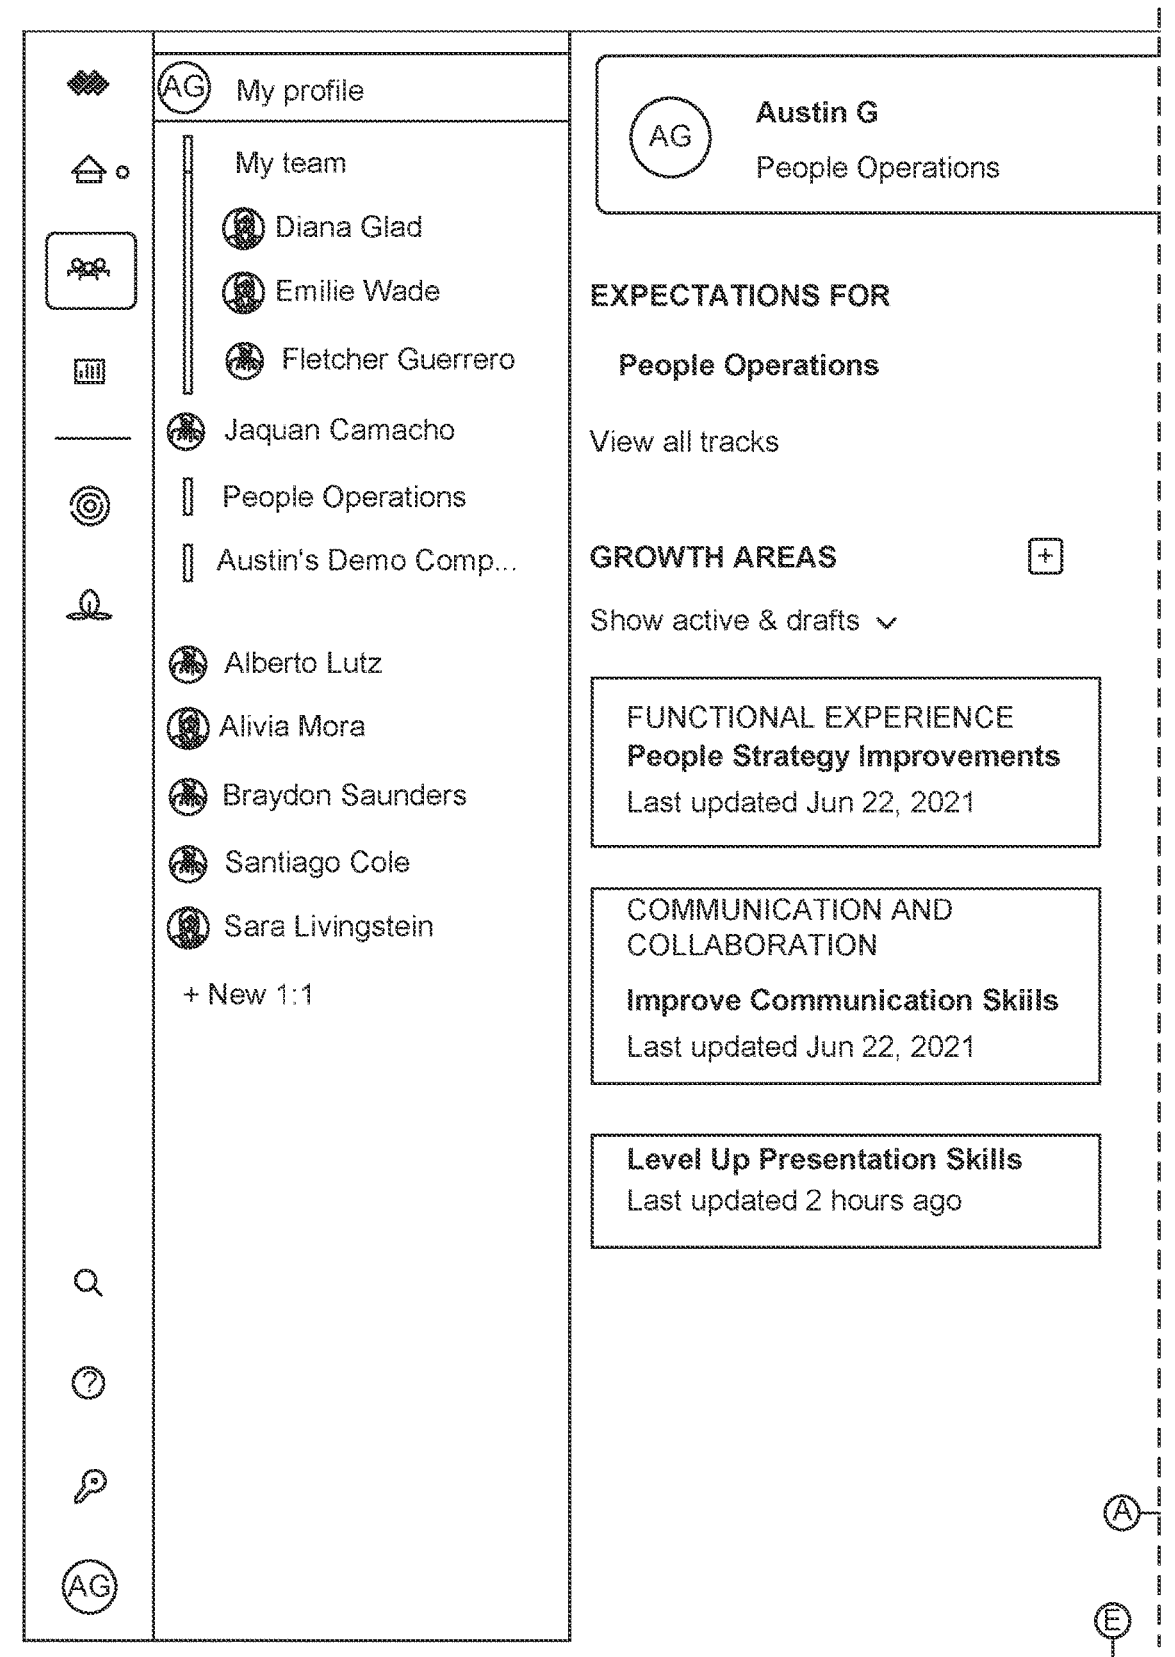 AG My profile
My team
Diana Glad
Emilie Wade
Fletcher Guerrero
Jaquan Camacho
People Operations
Austin's Demo Comp...
Alberto Lutz
Alivia Mora
Braydon Saunders
Santiago Cole
Sara Livingstein
+ New 1:1
?
AG
AG
Austin G
People Operations
EXPECTATIONS FOR
People Operations
View all tracks
GROWTH AREAS +
Show active & drafts
FUNCTIONAL EXPERIENCE
People Strategy Improvements
Last updated Jun 22, 2021
COMMUNICATION AND
COLLABORATION
Improve Communication Skiils
Last updated Jun 22, 2021
Level Up Presentation Skills
Last updated 2 hours ago
A
E